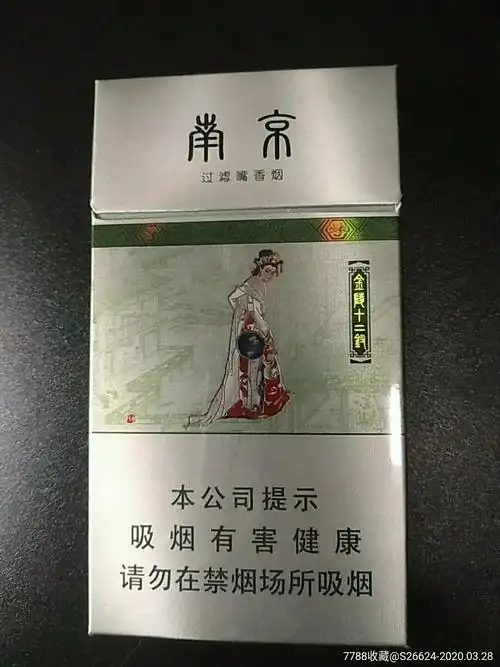 南京
过滤嘴香烟
金陵十二钗
本公司提示
吸烟有害健康
请勿在禁烟场所吸烟
7788收藏@S26624-2020.03.28